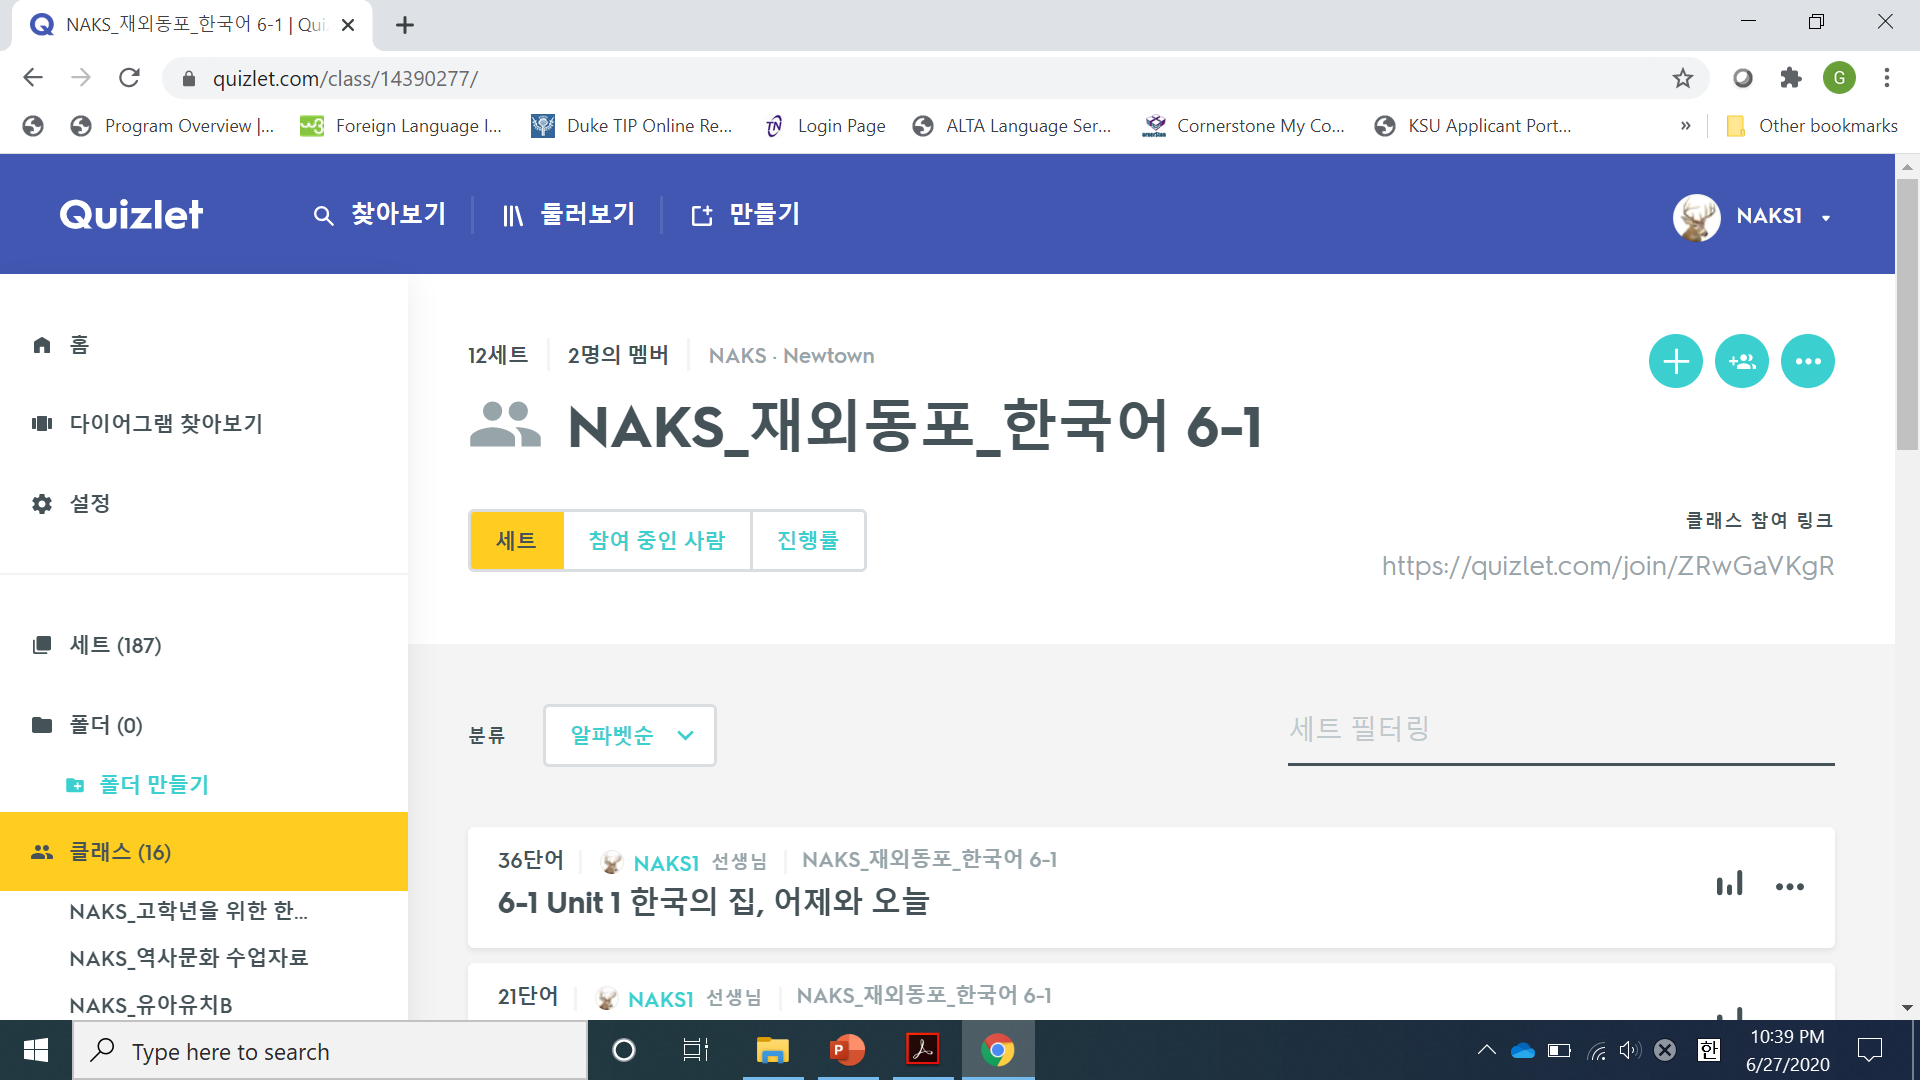 NAKS_재외동포_한국어 6-1 | Qui
quizlet.com/class/14390277/
G
Program Overview |... Foreign Language I... Duke TIP Online Re... Login Page ALTA Language Ser... Cornerstone My Co... KSU Applicant Port... » Other bookmarks
Quizlet 찾아보기 둘러보기 만들기 NAKS1
홈
다이어그램 찾아보기
설정
세트 (187)
폴더 (0)
폴더 만들기
클래스 (16)
NAKS_고학년을 위한 한...
NAKS_역사문화 수업자료
NAKS_유아유치B
12세트 2명의 멤버 NAKS · Newtown
NAKS_재외동포_한국어 6-1
세트 참여 중인 사람 진행률
클래스 참여 링크
https://quizlet.com/join/ZRwGaVKgR
분류 알파벳순 세트 필터링
36단어 NAKS1 선생님 NAKS_재외동포_한국어 6-1
6-1 Unit 1 한국의 집, 어제와 오늘
21단어 NAKS1 선생님 NAKS_재외동포_한국어 6-1
Type here to search
한
10:39 PM
6/27/2020